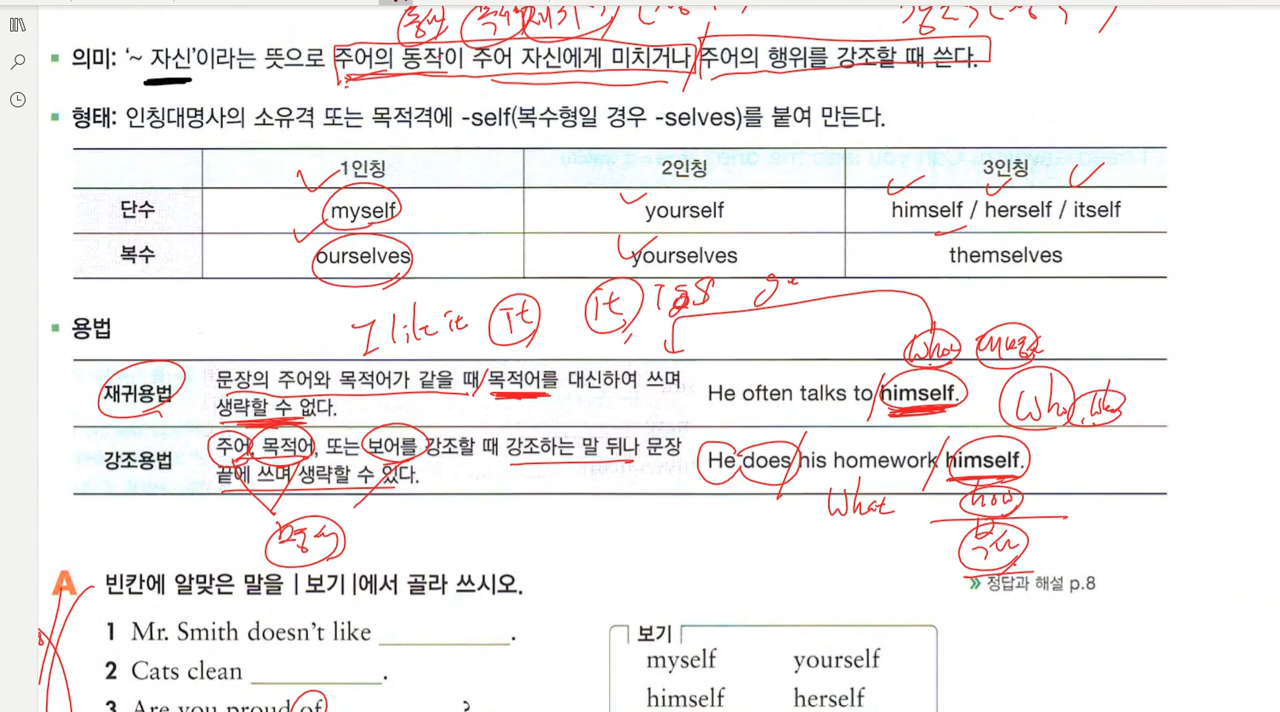 의미: '~ 자신'이라는 뜻으로 주어의 동작이 주어 자신에게 미치거나 주어의 행위를 강조할 때 쓴다.
형태: 인칭대명사의 소유격 또는 목적격에 -self(복수형일 경우 -selves)를 붙여 만든다.
1인칭 2인칭 3인칭
단수 myself yourself himself / herself / itself
복수 ourselves yourselves themselves
I like it It It
용법
who
재귀용법 문장의 주어와 목적어가 같을 때 목적어를 대신하여 쓰며 He often talks to himself.
생략할 수 없다.
who
강조용법 주어, 목적어, 또는 보어를 강조할 때 강조하는 말 뒤나 문장 He does his homework himself.
끝에 쓰며 생략할 수 있다.
What how
부사
A 빈칸에 알맞은 말을 | 보기 |에서 골라 쓰시오.
정답과 해설 p.8
1 Mr. Smith doesn't like ________.
보기
2 Cats clean ________.
myself yourself
3 Are you proud of ________?
himself herself